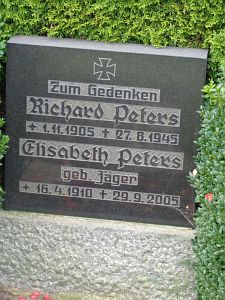 Zum Gedenken
Richard Peters
+ 1.11.1905 + 27.6.1945
Elisabeth Peters
geb. Jäger
+ 16.4.1910 + 29.9.2005